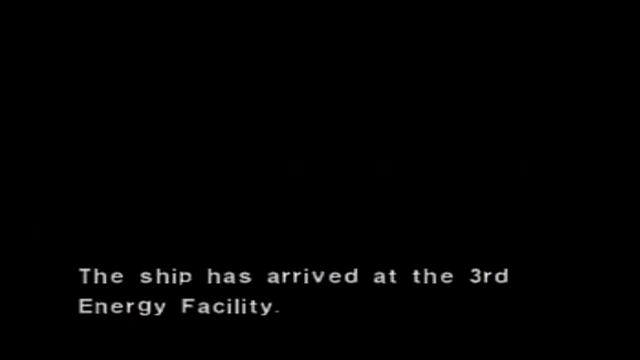 The ship has arrived at the 3rd
Energy Facility.